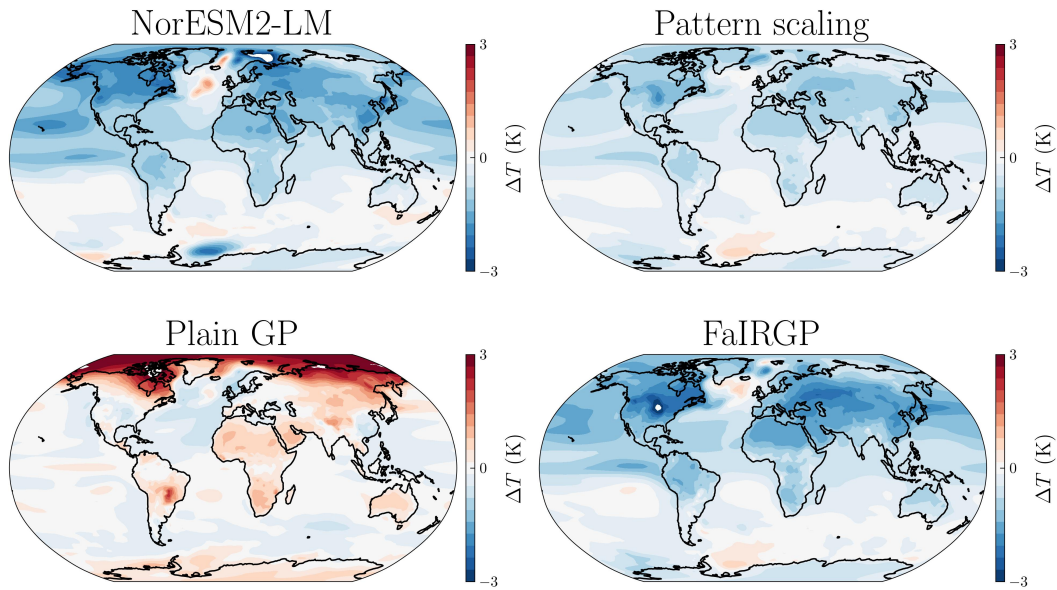 NorESM2-LM
Pattern scaling
3
0
−3
ΔT (K)
3
0
−3
ΔT (K)
Plain GP
FaIRGP
3
0
−3
ΔT (K)
3
0
−3
ΔT (K)